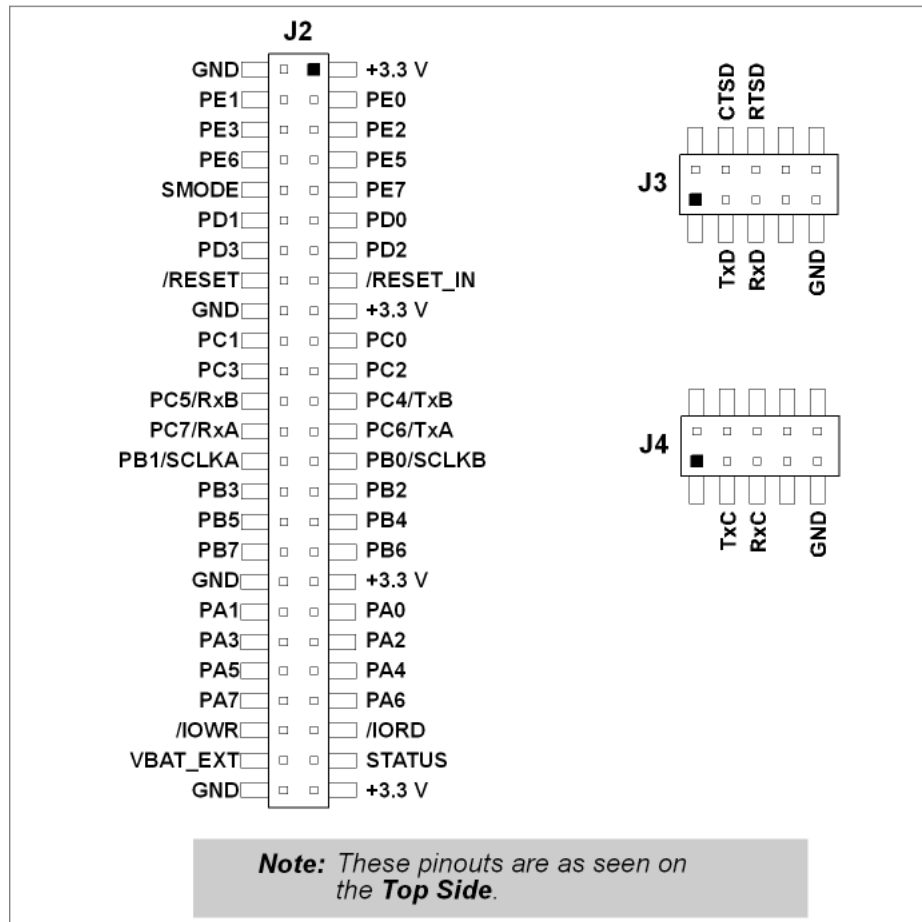 J2
GND +3.3 V
PE1 PE0
PE3 PE2
PE6 PE5
SMODE PE7
PD1 PD0
PD3 PD2
/RESET /RESET_IN
GND +3.3 V
PC1 PC0
PC3 PC2
PC5/RxB PC4/TxB
PC7/RxA PC6/TxA
PB1/SCLKA PB0/SCLKB
PB3 PB2
PB5 PB4
PB7 PB6
GND +3.3 V
PA1 PA0
PA3 PA2
PA5 PA4
PA7 PA6
/IOWR /IORD
VBAT_EXT STATUS
GND +3.3 V
CTSD
RTSD
J3
TxD
RxD
GND
J4
TxC
RxC
GND
Note: These pinouts are as seen on
the Top Side.